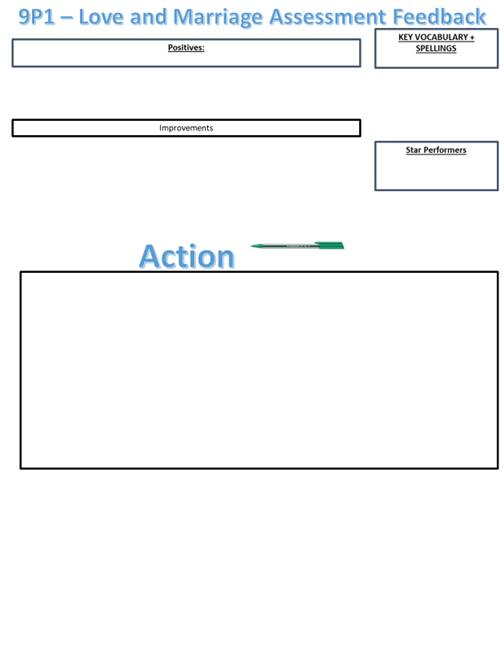 9P1 – Love and Marriage Assessment Feedback
Positives:
KEY VOCABULARY +
SPELLINGS
Improvements
Star Performers
Action